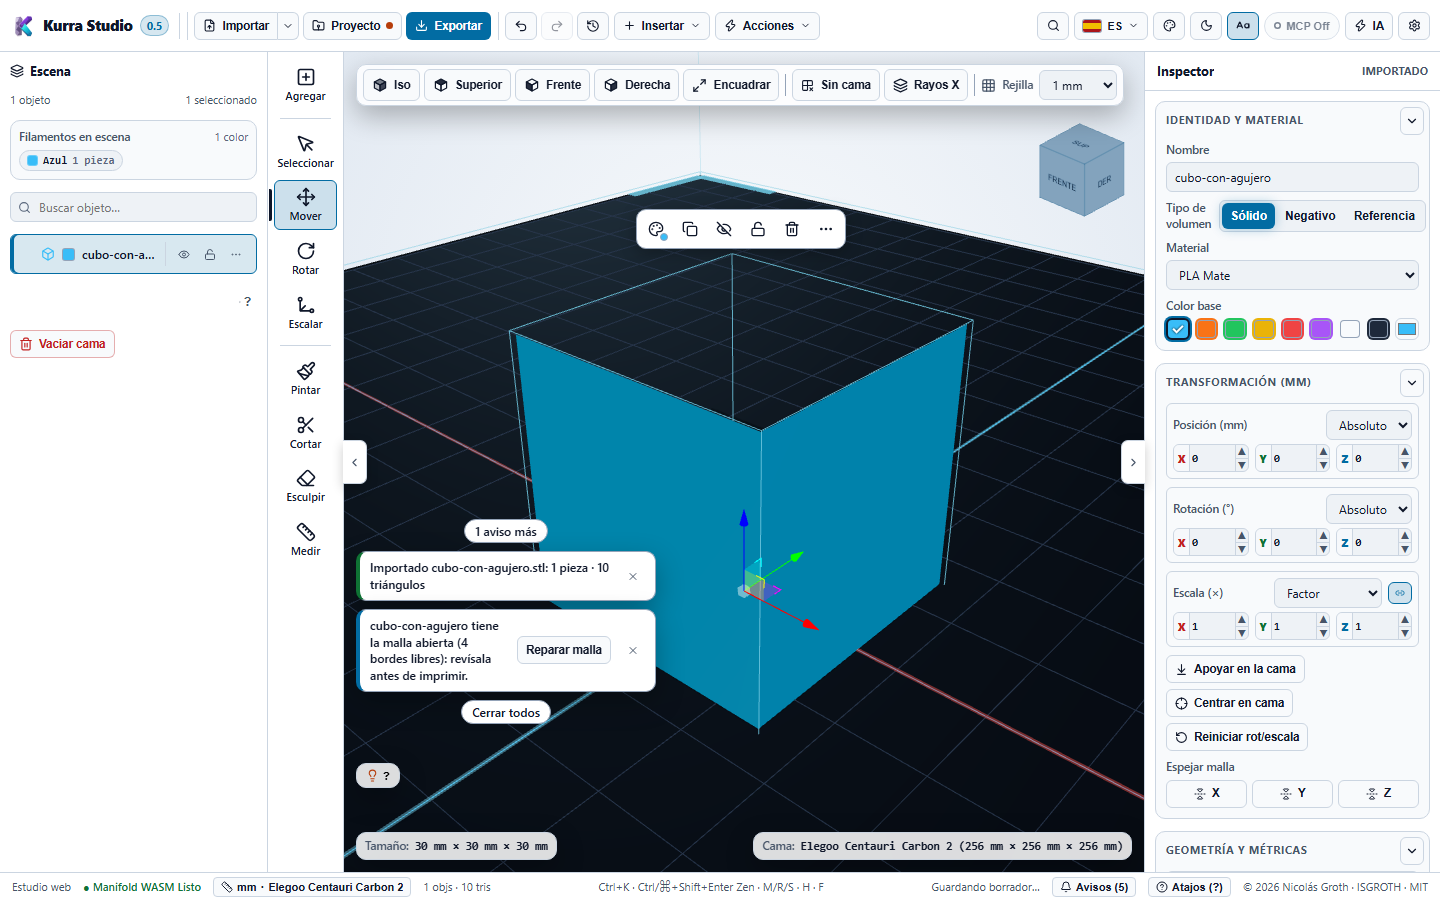 Kurra Studio 0.5 Importar Proyecto Exportar Insertar Acciones ES Aa MCP Off IA
Escena
1 objeto 1 seleccionado
Filamentos en escena 1 color
Azul 1 pieza
Buscar objeto...
cubo-con-a...
?
Vaciar cama
Agregar
Seleccionar
Mover
Rotar
Escalar
Pintar
Cortar
Esculpir
Medir
Iso Superior Frente Derecha Encuadrar Sin cama Rayos X Rejilla 1 mm
SUP
FRENTE DER
1 aviso más
Importado cubo-con-agujero.stl: 1 pieza · 10
triángulos
cubo-con-agujero tiene
la malla abierta (4
bordes libres): revísala
antes de imprimir.
Reparar malla
Cerrar todos
?
Tamaño: 30 mm × 30 mm × 30 mm
Cama: Elegoo Centauri Carbon 2 (256 mm × 256 mm × 256 mm)
Inspector IMPORTADO
IDENTIDAD Y MATERIAL
Nombre
cubo-con-agujero
Tipo de
volumen
Sólido Negativo Referencia
Material
PLA Mate
Color base
TRANSFORMACIÓN (MM)
Posición (mm) Absoluto
X 0 Y 0 Z 0
Rotación (°) Absoluto
X 0 Y 0 Z 0
Escala (×) Factor
X 1 Y 1 Z 1
Apoyar en la cama
Centrar en cama
Reiniciar rot/escala
Espejar malla
X Y Z
GEOMETRÍA Y MÉTRICAS
Estudio web ● Manifold WASM Listo mm · Elegoo Centauri Carbon 2 1 objs · 10 tris Ctrl+K · Ctrl/⌘+Shift+Enter Zen · M/R/S · H · F Guardando borrador... Avisos (5) Atajos (?) © 2026 Nicolás Groth · ISGROTH · MIT